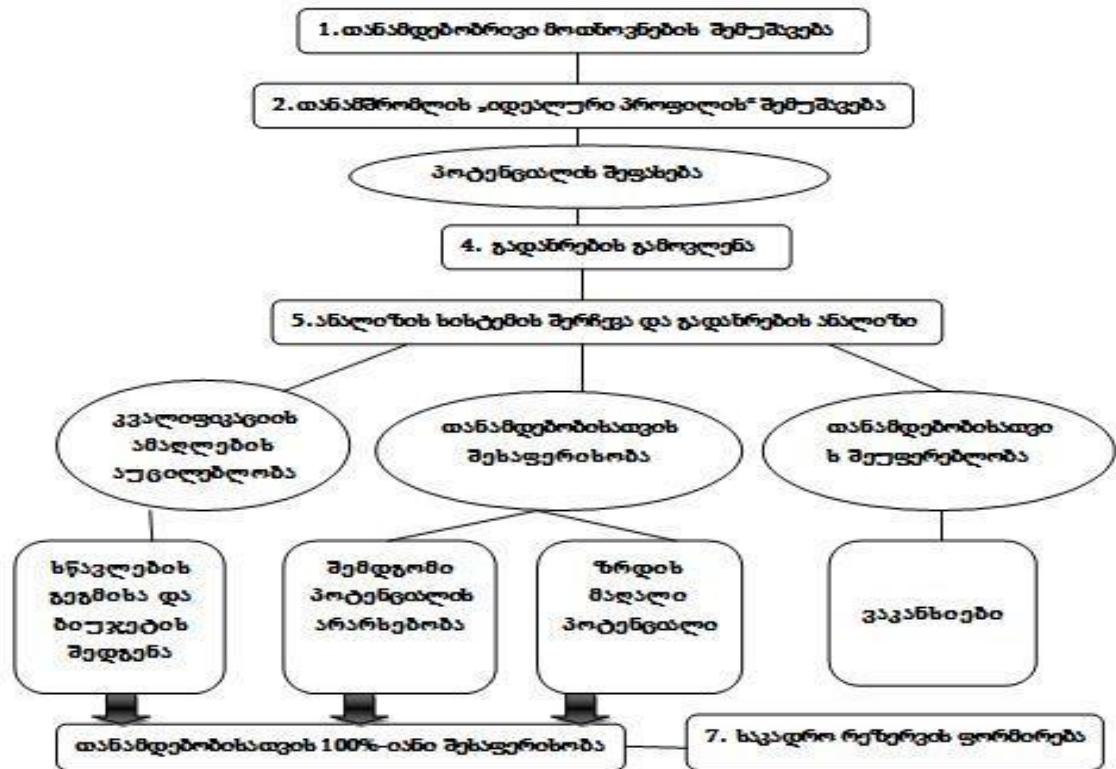 1. თანამდებობრივი მოთხოვნების შემუშავება
2. თანამშრომლის „იდეალური პროფილის“ შემუშავება
პოტენციალის შეფასება
4. გადახრების გამოვლენა
5. ანალიზის სისტემის შერჩევა და გადახრების ანალიზი
კვალიფიკაციის
ამაღლების
აუცილებლობა
თანამდებობისათვის
შესაფერისობა
თანამდებობისათვი
ს შეუფერებლობა
სწავლების
გეგმისა და
ბიუჯეტის
შედგენა
შემდგომი
პოტენციალის
არარსებობა
ზრდის
მაღალი
პოტენციალი
ვაკანსიები
თანამდებობისათვის 100%-იანი შესაფერისობა
7. საკადრო რეზერვის ფორმირება